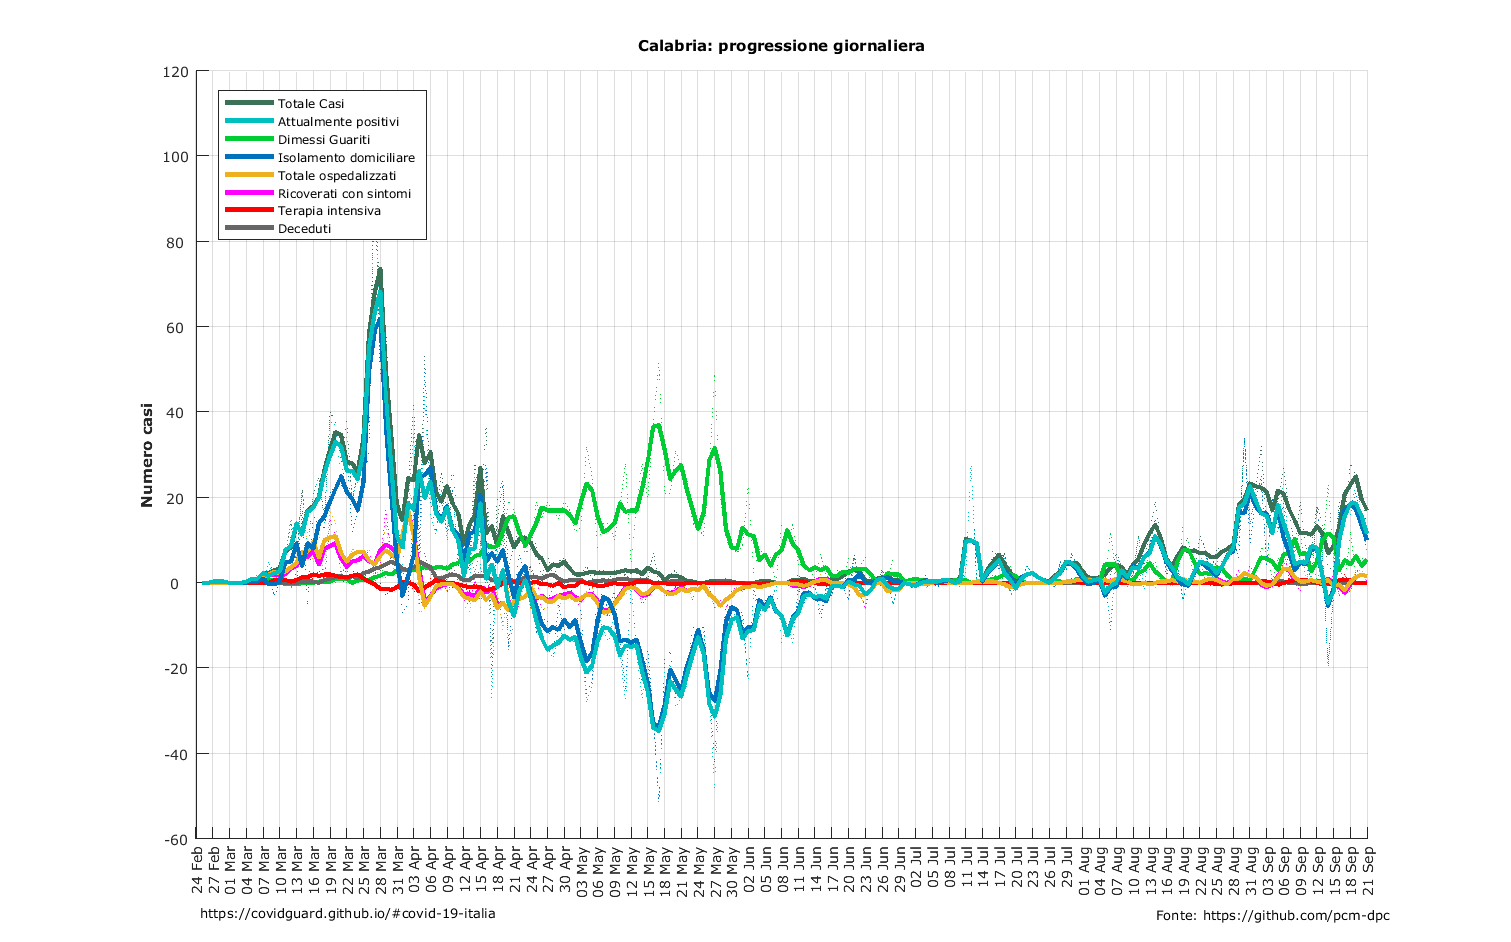 Calabria: progressione giornaliera
120
100
80
60
40
20
0
-20
-40
-60
Numero casi
Totale Casi
Attualmente positivi
Dimessi Guariti
Isolamento domiciliare
Totale ospedalizzati
Ricoverati con sintomi
Terapia intensiva
Deceduti
24 Feb
27 Feb
01 Mar
04 Mar
07 Mar
10 Mar
13 Mar
16 Mar
19 Mar
22 Mar
25 Mar
28 Mar
31 Mar
03 Apr
06 Apr
09 Apr
12 Apr
15 Apr
18 Apr
21 Apr
24 Apr
27 Apr
30 Apr
03 May
06 May
09 May
12 May
15 May
18 May
21 May
24 May
27 May
30 May
02 Jun
05 Jun
08 Jun
11 Jun
14 Jun
17 Jun
20 Jun
23 Jun
26 Jun
29 Jun
02 Jul
05 Jul
08 Jul
11 Jul
14 Jul
17 Jul
20 Jul
23 Jul
26 Jul
29 Jul
01 Aug
04 Aug
07 Aug
10 Aug
13 Aug
16 Aug
19 Aug
22 Aug
25 Aug
28 Aug
31 Aug
03 Sep
06 Sep
09 Sep
12 Sep
15 Sep
18 Sep
21 Sep
https://covidguard.github.io/#covid-19-italia
Fonte: https://github.com/pcm-dpc